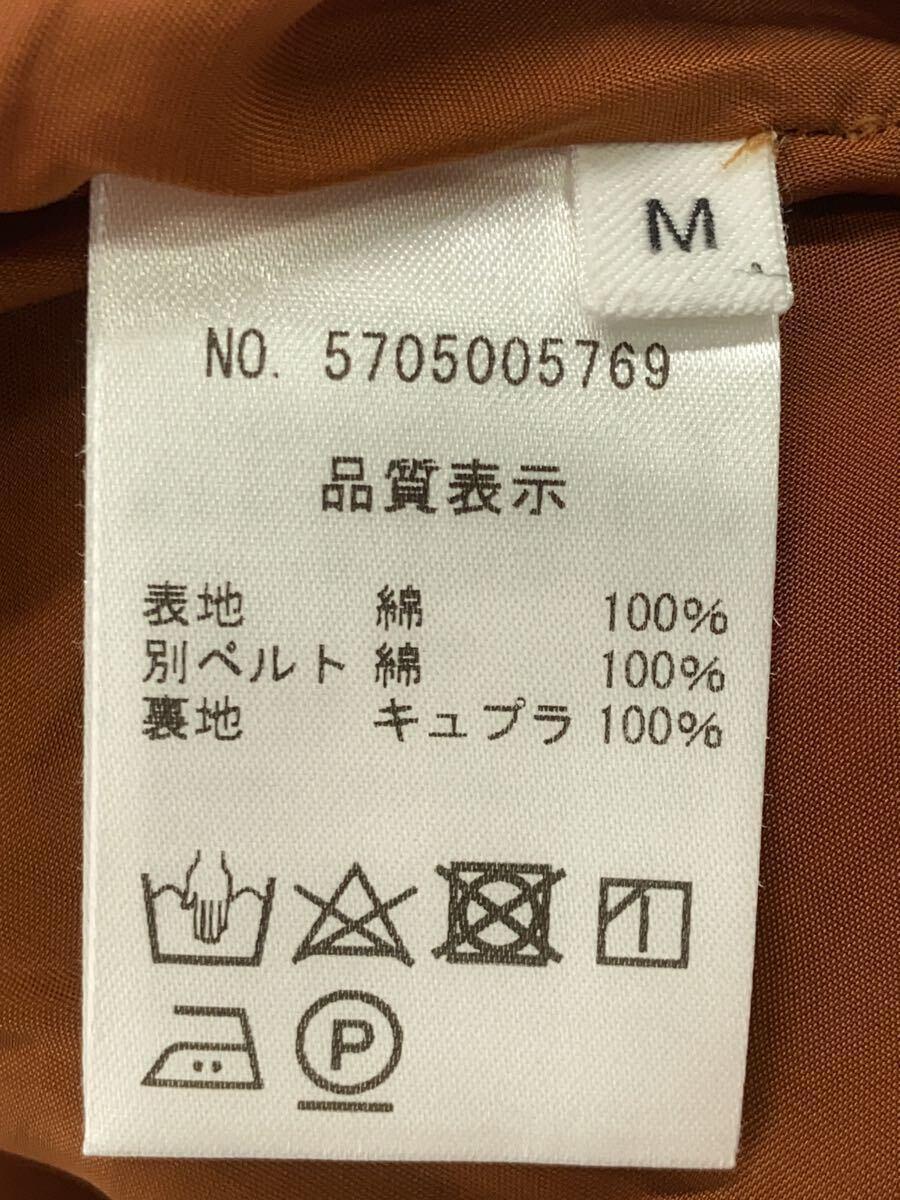 M
NO. 5705005769
品質表示
表地 綿 100%
別ベルト 綿 100%
裏地 キュプラ 100%
P